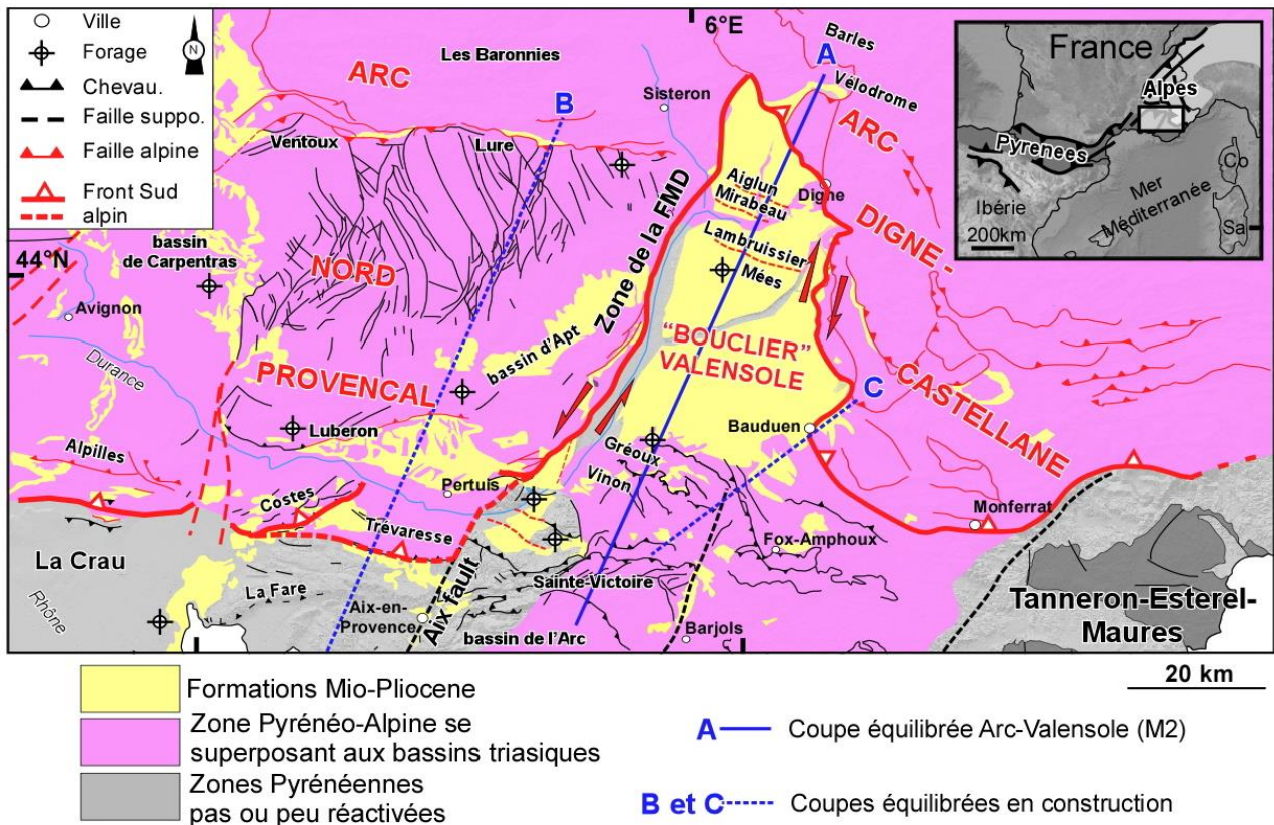 Ville
Forage
N
Chevau.
Faille suppo.
Faille alpine
Front Sud
alpin
6°E
44°N
ARC
Les Baronnies
B
Sisteron
A
Barles
Vélodrome
ARC
Ventoux
Lure
Digne
Aiglun
Mirabeau
Lambruissier
Mées
DIGNE -
CASTELLANE
bassin
de Carpentras
NORD
Zone de la FMD
Avignon
Durance
bassin d'Apt
"BOUCLIER"
VALENSOLE
PROVENCAL
C
Luberon
Bauduen
Alpilles
Gréoux
Pertuis
Vinon
Costes
Monferrat
Trévaresse
Fox-Amphoux
La Crau
Sainte-Victoire
La Fare
Rhône
Aix-en-
Provence
Aix fault
bassin de l'Arc
Barjols
Tanneron-Esterel-
Maures
France
Alpes
Pyrenees
Mer
Méditerranée
Ibérie
200km
Co
Sa
20 km
Formations Mio-Pliocene
Zone Pyrénéo-Alpine se
superposant aux bassins triasiques
Zones Pyrénéennes
pas ou peu réactivées
A Coupe équilibrée Arc-Valensole (M2)
B et C Coupes équilibrées en construction